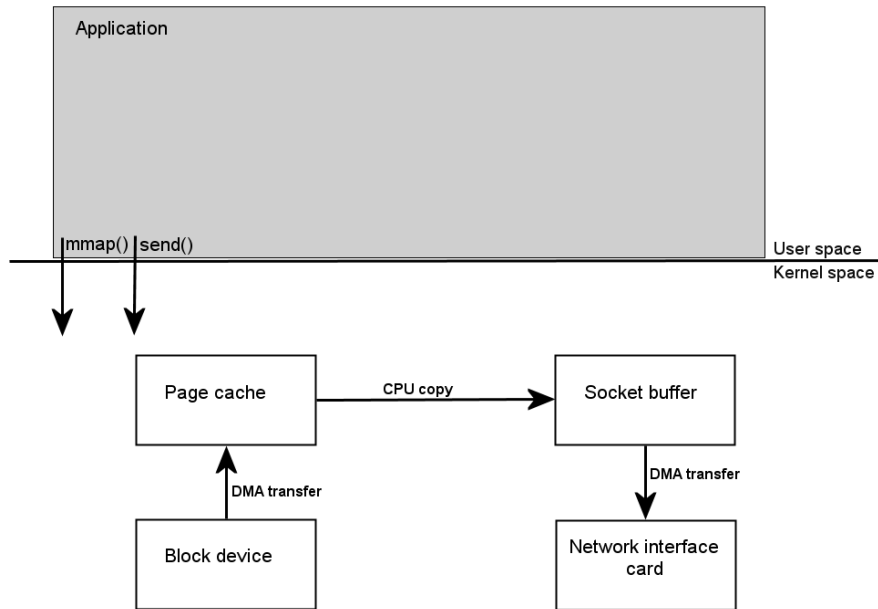 Application
mmap()
send()
User space
Kernel space
Page cache
CPU copy
Socket buffer
DMA transfer
DMA transfer
Block device
Network interface
card